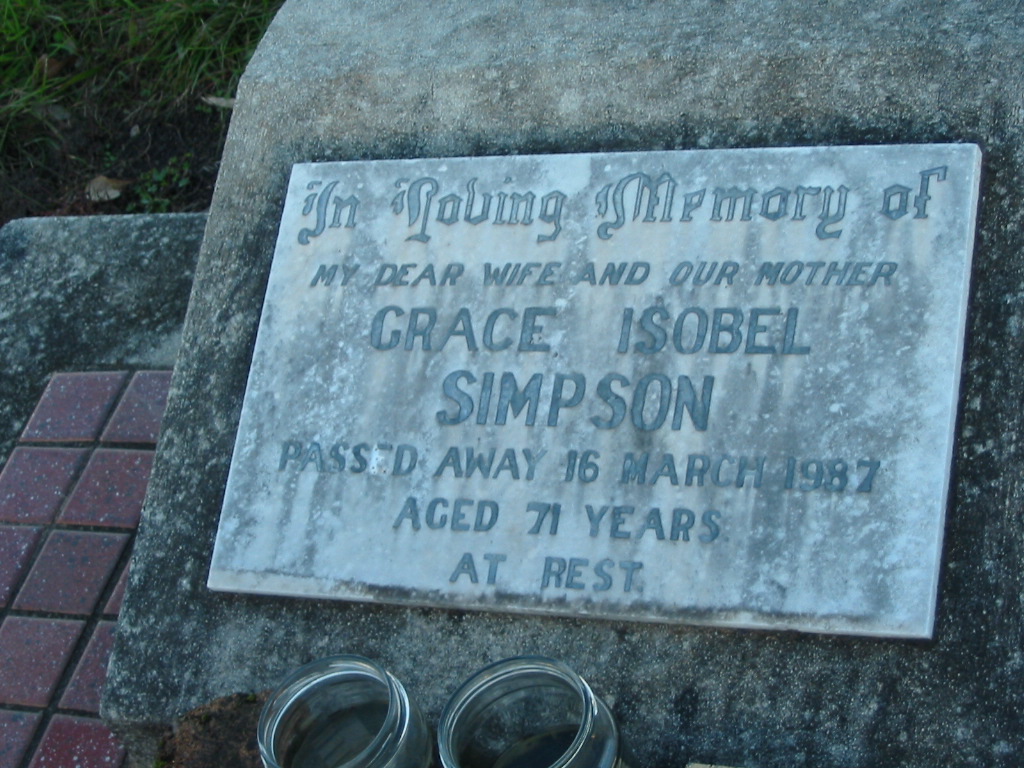 In Loving Memory of
MY DEAR WIFE AND OUR MOTHER
GRACE ISOBEL
SIMPSON
PASSED AWAY 16 MARCH 1987
AGED 71 YEARS
AT REST.